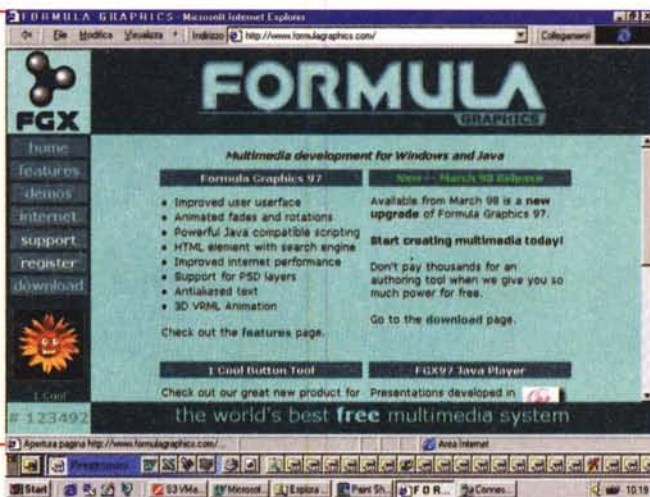 FORMULA GRAPHICS - Microsoft Internet Explorer
File Modifica Visualizza Indirizzo http://www.formulagraphics.com/ Collegamenti
FGX
FORMULA
GRAPHICS
home
features
demos
internet
support
register
download
1 Cool
# 123492
Multimedia development for Windows and Java
Formula Graphics 97
• Improved user userface
• Animated fades and rotations
• Powerful Java compatible scripting
• HTML element with search engine
• Improved internet performance
• Support for PSD layers
• Antialiased text
• 3D VRML Animation
Check out the features page.
New -- March 98 Release
Available from March 98 is a new
upgrade of Formula Graphics 97.
Start creating multimedia today!
Don't pay thousands for an
authoring tool when we give you so
much power for free.
Go to the download page.
1 Cool Button Tool
Check out our great new product for
FGX97 Java Player
Presentations developed in
the world's best free multimedia system
Apertura pagina http://www.formulagraphics.com/...
Area Internet
Start
S3 VMa...
Microsoft...
Esplora...
Paint Sh...
F O R...
Connes...
10.19